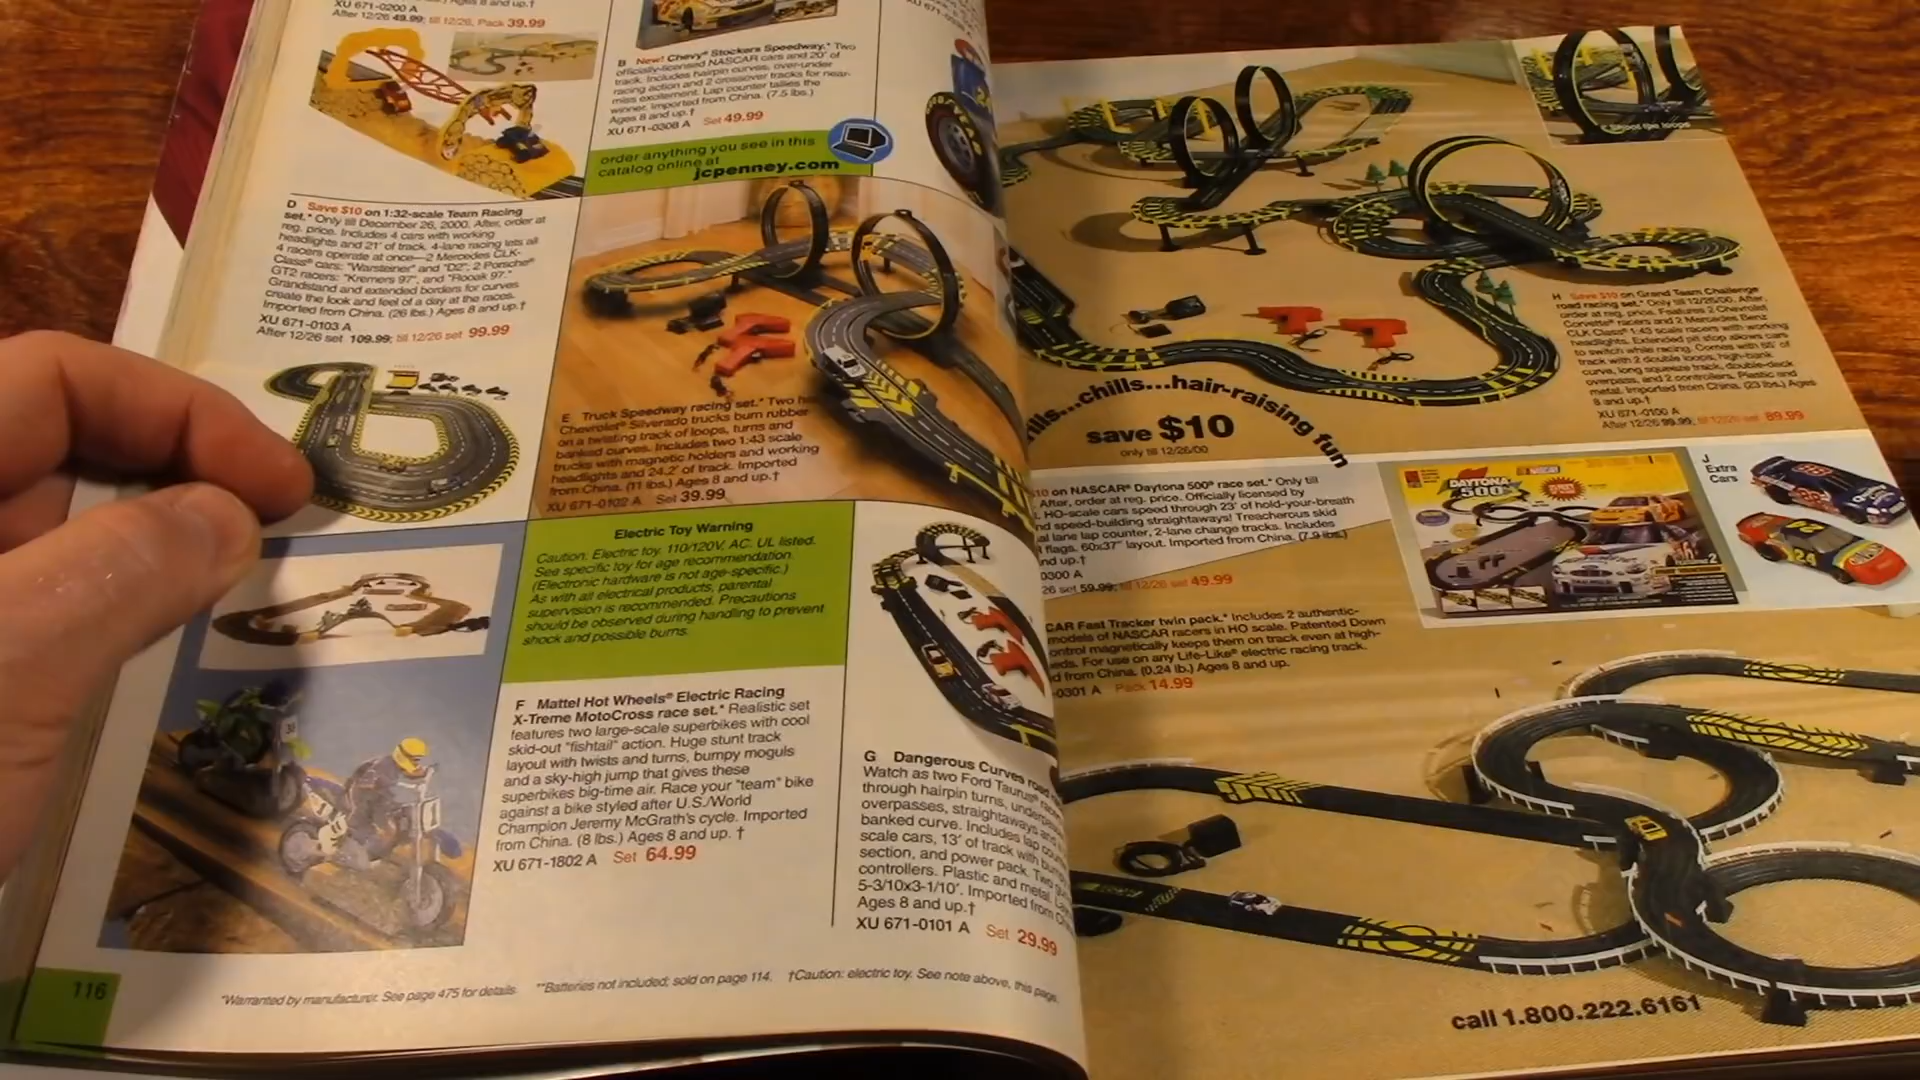 XU 671-0200 A
After 12/26 49.99; till 12/26, Pack 39.99
B New! Chevy® Stockers Speedway.* Two
officially-licensed NASCAR cars and 20' of
track. Includes hairpin curves, over-under
racing action and 2 crossover tracks for near-
miss excitement. Lap counter tallies the
winner. Imported from China. (7.5 lbs.)
Ages 8 and up.†
XU 671-0308 A Set 49.99
order anything you see in this
catalog online at
jcpenney.com
D Save $10 on 1:32-scale Team Racing
set.* Only till December 26, 2000. After, order at
reg. price. Includes 4 cars with working
headlights and 21' of track. 4-lane racing lets all
4 racers operate at once—2 Mercedes CLK-
Class® cars: "Warsteiner" and "D2"; 2 Porsche®
GT2 racers: "Kremers 97", and "Roock 97."
Grandstand and extended borders for curves
create the look and feel of a day at the races.
Imported from China. (26 lbs.) Ages 8 and up.†
XU 671-0103 A
After 12/26 set 109.99; till 12/26 set 99.99
E Truck Speedway racing set.* Two
Chevrolet® Silverado trucks burn rubber
on a twisting track of loops, turns and
banked curves. Includes two 1:43 scale
trucks with magnetic holders and working
headlights and 24.2' of track. Imported
from China. (11 lbs.) Ages 8 and up.†
XU 671-0102 A Set 39.99
Electric Toy Warning
Caution: Electric toy. 110/120V, AC. UL listed.
See specific toy for age recommendation.
(Electronic hardware is not age-specific.)
As with all electrical products, parental
supervision is recommended. Precautions
should be observed during handling to prevent
shock and possible burns.
F Mattel Hot Wheels® Electric Racing
X-Treme MotoCross race set.* Realistic set
features two large-scale superbikes with cool
skid-out "fishtail" action. Huge stunt track
layout with twists and turns, bumpy moguls
and a sky-high jump that gives these
superbikes big-time air. Race your "team" bike
against a bike styled after U.S./World
Champion Jeremy McGrath's cycle. Imported
from China. (8 lbs.) Ages 8 and up. †
XU 671-1802 A Set 64.99
G Dangerous Curves
Watch as two Ford Taurus®
through hairpin turns,
overpasses, straightaways
banked curve. Includes lap
scale cars, 13' of track with
section, and power pack. Two
controllers. Plastic and metal.
5-3/10x3-1/10'. Imported from
Ages 8 and up.†
XU 671-0101 A Set 29.99
116
*Warranted by manufacturer. See page 475 for details. **Batteries not included; sold on page 114. †Caution: electric toy. See note above, this page.
Shoot the loops
H Save $10 on Grand Team Challenge
road racing set.* Only till 12/26/00. After,
order at reg. price. Features 2 Chevrolet
Corvette® racers and 2 Mercedes Benz
CLK Class® 1:43 scale racers with working
headlights. Extended pit stop allows cars
to switch while racing. Comes with 55' of
track with 2 double loops, high-bank
curve, long squeeze track, double-deck
overpass, and 2 controllers. Plastic and
metal. Imported from China. (23 lbs.) Ages
8 and up.†
XU 671-0100 A
After 12/26 99.99; till 12/26 set 89.99
chills...hair-raising fun
save $10
only till 12/26/00
on NASCAR® Daytona 500® race set.* Only till
After, order at reg. price. Officially licensed by
HO-scale cars speed through 23' of hold-your-breath
and speed-building straightaways! Treacherous skid
lane lap counter, 2-lane change tracks. Includes
flags. 60x37" layout. Imported from China. (7.9 lbs.)
and up.†
0300 A
26 set 59.99; till 12/26 set 49.99
DAYTONA
500
NASCAR
J
Extra
Cars
88
24
CAR Fast Tracker twin pack.* Includes 2 authentic-
models of NASCAR racers in HO scale. Patented Down
control magnetically keeps them on track even at high-
eds. For use on any Life-Like® electric racing track.
d from China. (0.24 lb.) Ages 8 and up.
-0301 A Pack 14.99
call 1.800.222.6161